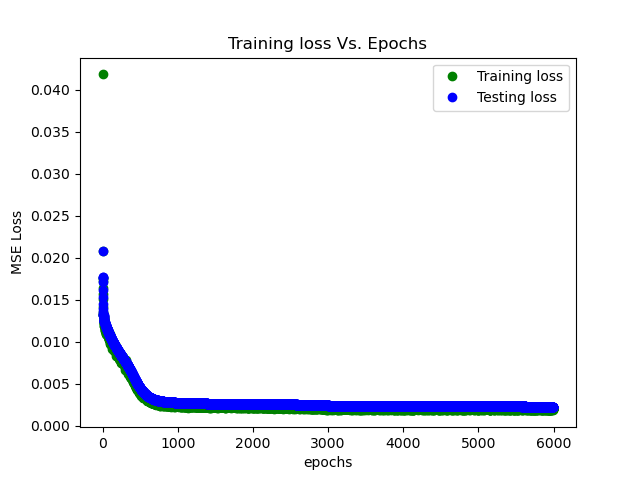 Training loss Vs. Epochs
Training loss
Testing loss
0.040
0.035
0.030
0.025
0.020
0.015
0.010
0.005
0.000
MSE Loss
0 1000 2000 3000 4000 5000 6000
epochs